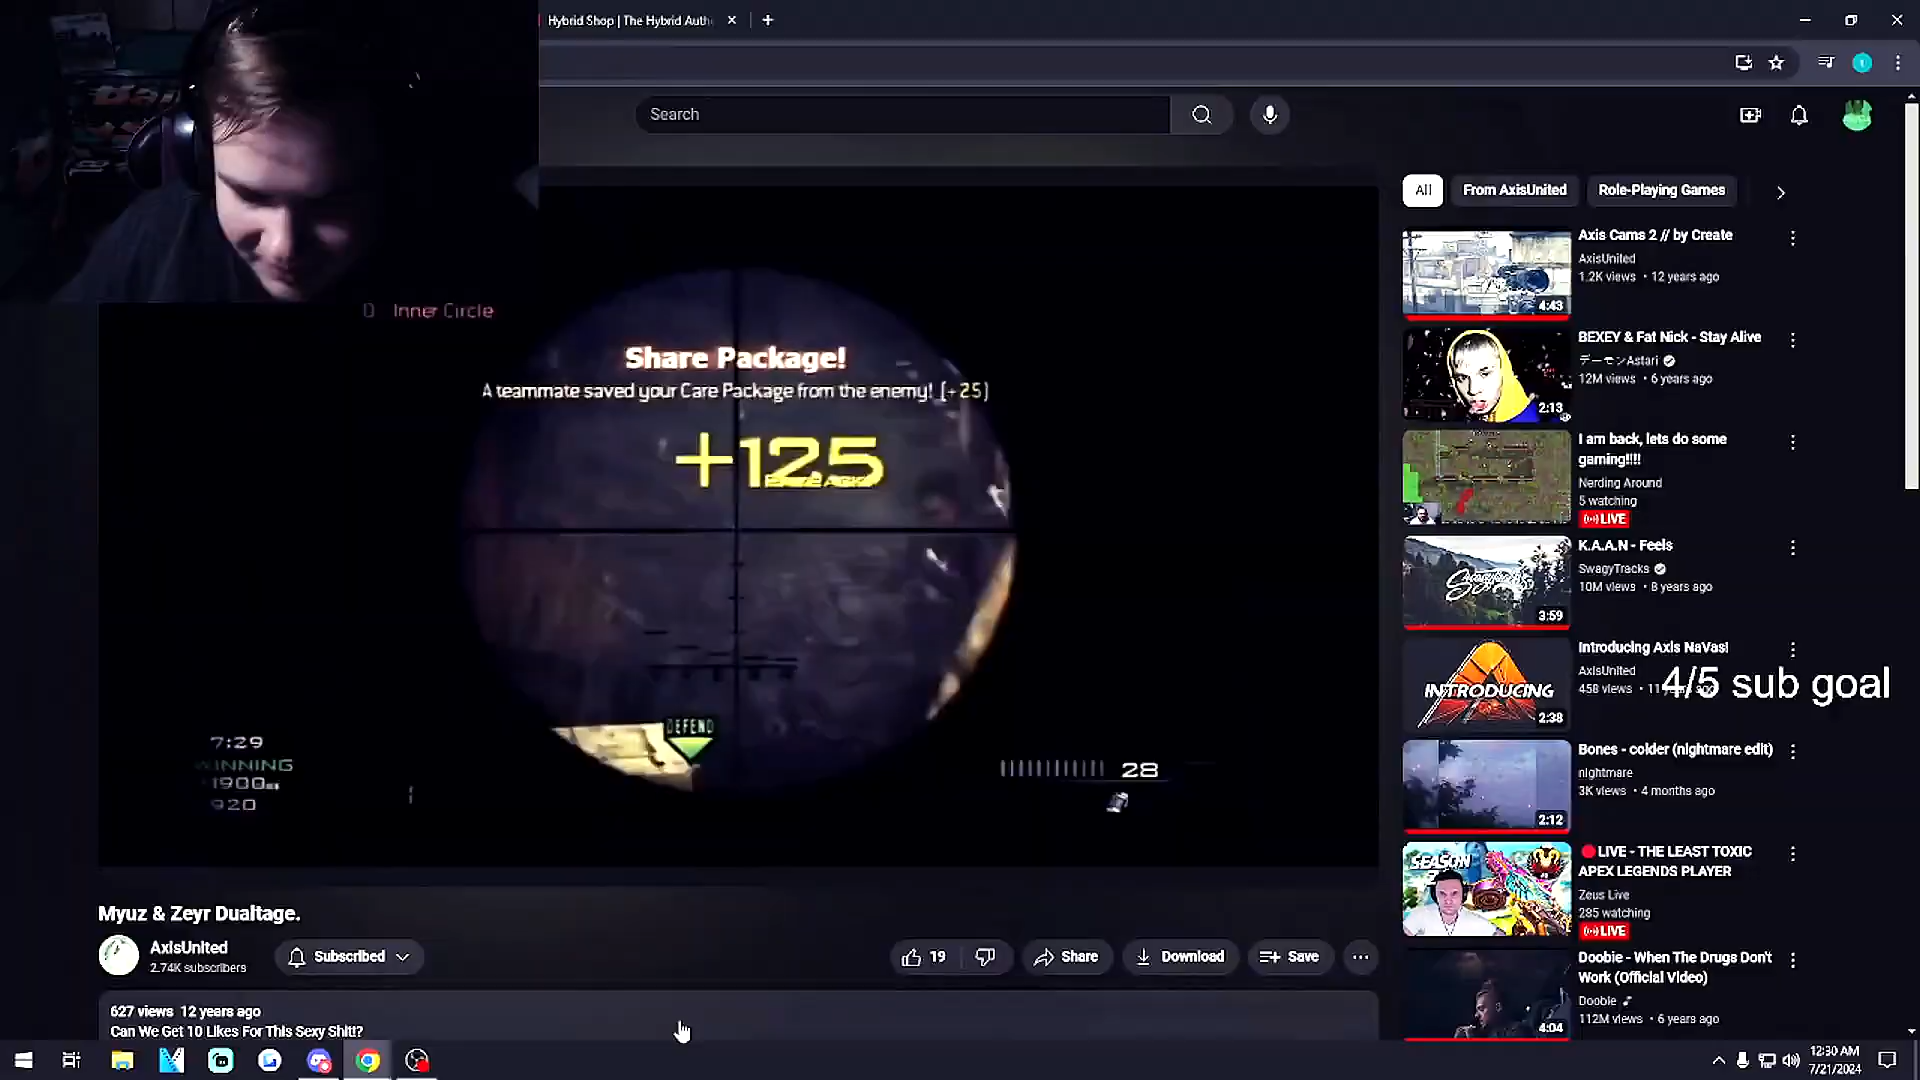 Hybrid Shop | The Hybrid Auth
Search
All
From AxisUnited
Role-Playing Games
Inner Circle
Share Package!
A teammate saved your Care Package from the enemy! (+25)
+125
DEFEND
7:29
WINNING
1900
920
28
Axis Cams 2 // by Create
AxisUnited
1.2K views • 12 years ago
4:43
BEXEY & Fat Nick - Stay Alive
デーモンAstari
12M views • 6 years ago
2:13
I am back, lets do some
gaming!!!!
Nerding Around
5 watching
LIVE
K.A.A.N - Feels
SwagyTracks
10M views • 8 years ago
3:59
Introducing Axis NaVas!
AxisUnited
458 views
INTRODUCING
2:38
4/5 sub goal
Bones - colder (nightmare edit)
nightmare
3K views • 4 months ago
2:12
LIVE - THE LEAST TOXIC
APEX LEGENDS PLAYER
Zeus Live
285 watching
LIVE
SEASON
Doobie - When The Drugs Don't
Work (Official Video)
Doobie
112M views • 6 years ago
4:04
Myuz & Zeyr Dualtage.
AxisUnited
2.74K subscribers
Subscribed
19
Share
Download
Save
627 views 12 years ago
Can We Get 10 Likes For This Sexy Shit!?
12:30 AM
7/21/2024